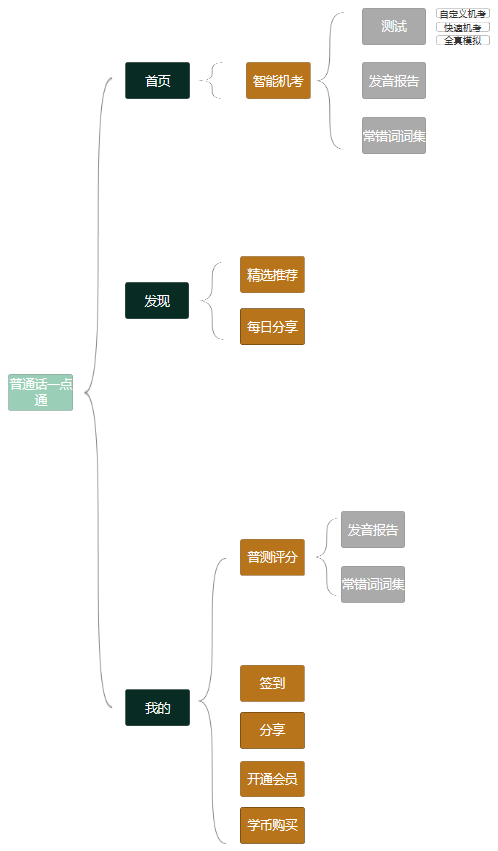 测试
自定义机考
快速机考
全真模拟
首页
智能机考
发音报告
常错词词集
精选推荐
发现
每日分享
普通话一点
通
发音报告
普测评分
常错词词集
签到
我的
分享
开通会员
学币购买